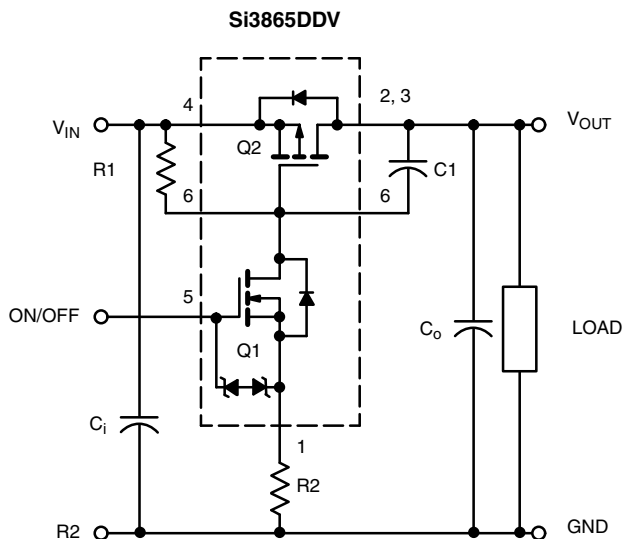 Si3865DDV
4
2, 3
V_IN
V_OUT
Q2
R1
C1
6
6
5
ON/OFF
Q1
C_o
LOAD
C_i
1
R2
R2
GND